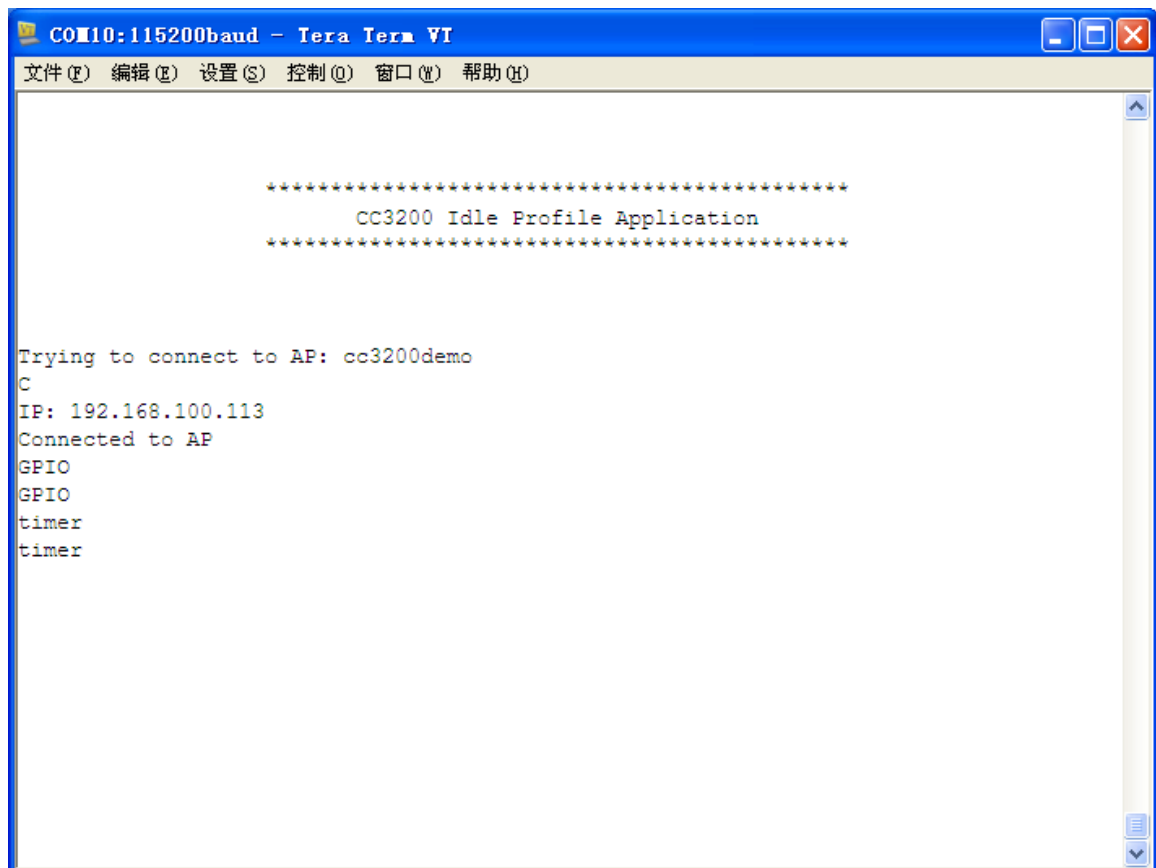 COM10:115200baud - Tera Term VT
文件(F) 编辑(E) 设置(S) 控制(O) 窗口(W) 帮助(H)
*********************************************
CC3200 Idle Profile Application
*********************************************
Trying to connect to AP: cc3200demo
C
IP: 192.168.100.113
Connected to AP
GPIO
GPIO
timer
timer